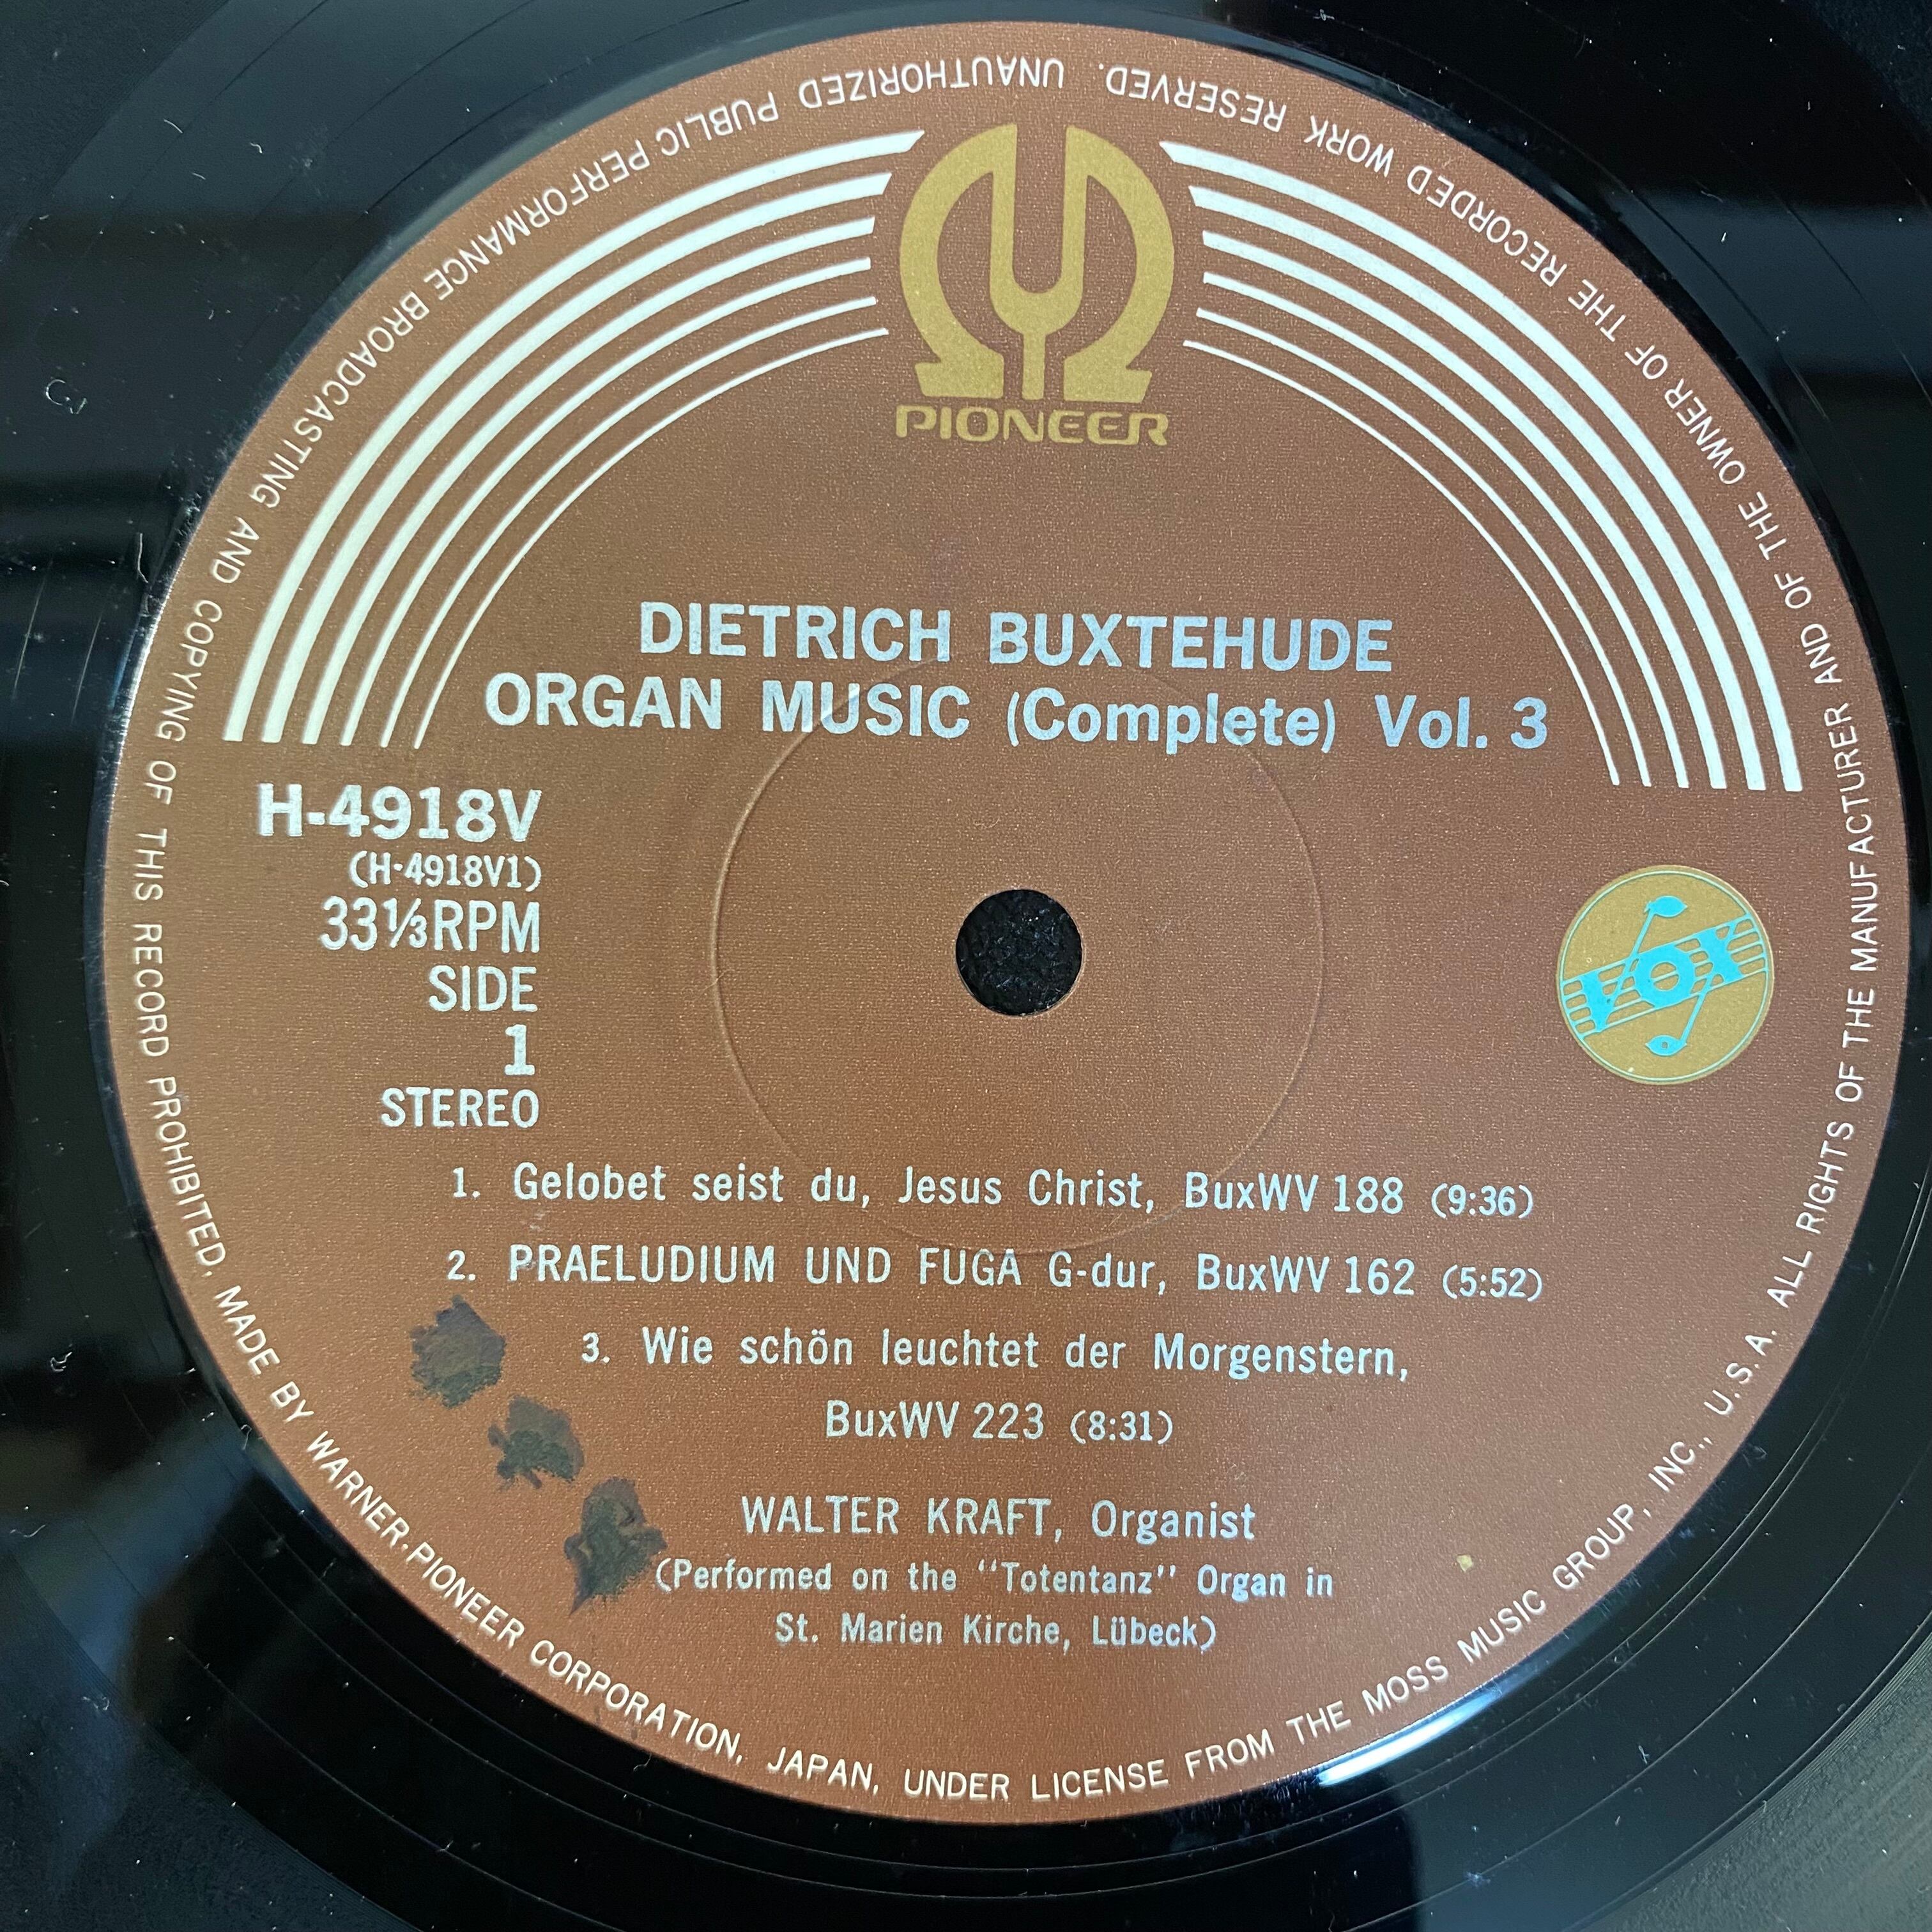 PIONEER
DIETRICH BUXTEHUDE
ORGAN MUSIC (Complete) Vol. 3
H-4918V
(H-4918V1)
33⅓RPM
SIDE
1
STEREO
VOX
1. Gelobet seist du, Jesus Christ, BuxWV 188 (9:36)
2. PRAELUDIUM UND FUGA G-dur, BuxWV 162 (5:52)
3. Wie schön leuchtet der Morgenstern,
BuxWV 223 (8:31)
WALTER KRAFT, Organist
(Performed on the "Totentanz" Organ in
St. Marien Kirche, Lübeck)
ALL RIGHTS OF THE MANUFACTURER AND OF THE OWNER OF THE RECORDED WORK RESERVED. UNAUTHORIZED PUBLIC PERFORMANCE BROADCASTING AND COPYING OF THIS RECORD PROHIBITED. MADE BY WARNER-PIONEER CORPORATION, JAPAN, UNDER LICENSE FROM THE MOSS MUSIC GROUP, INC., U.S.A.